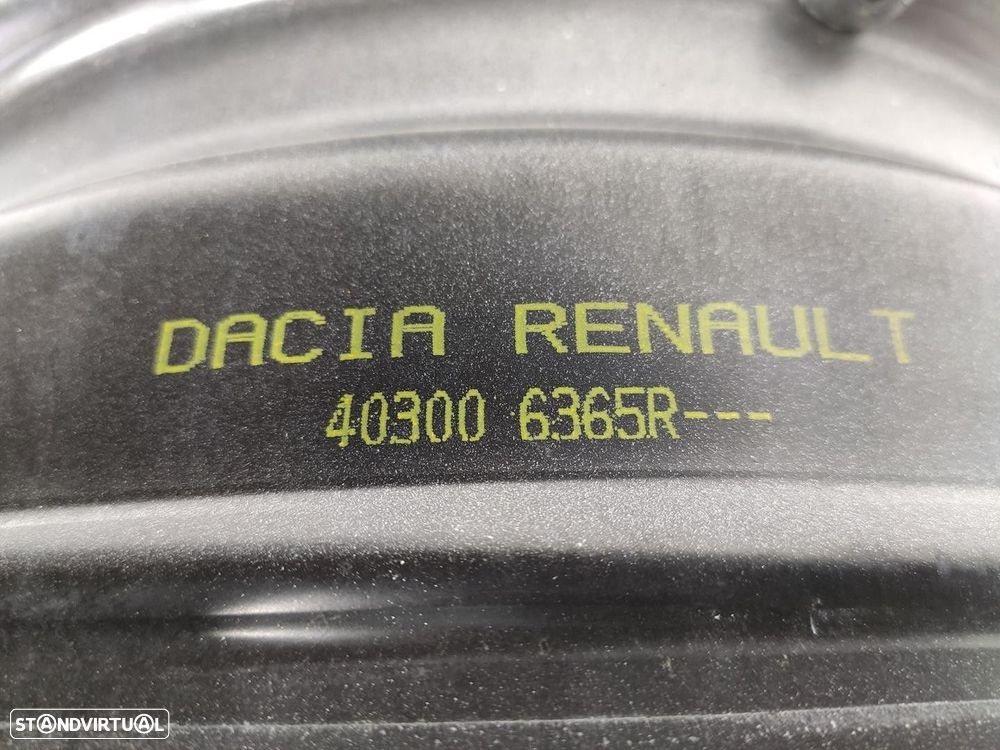 DACIA RENAULT
40300 6365R---
STANDVIRTUAL